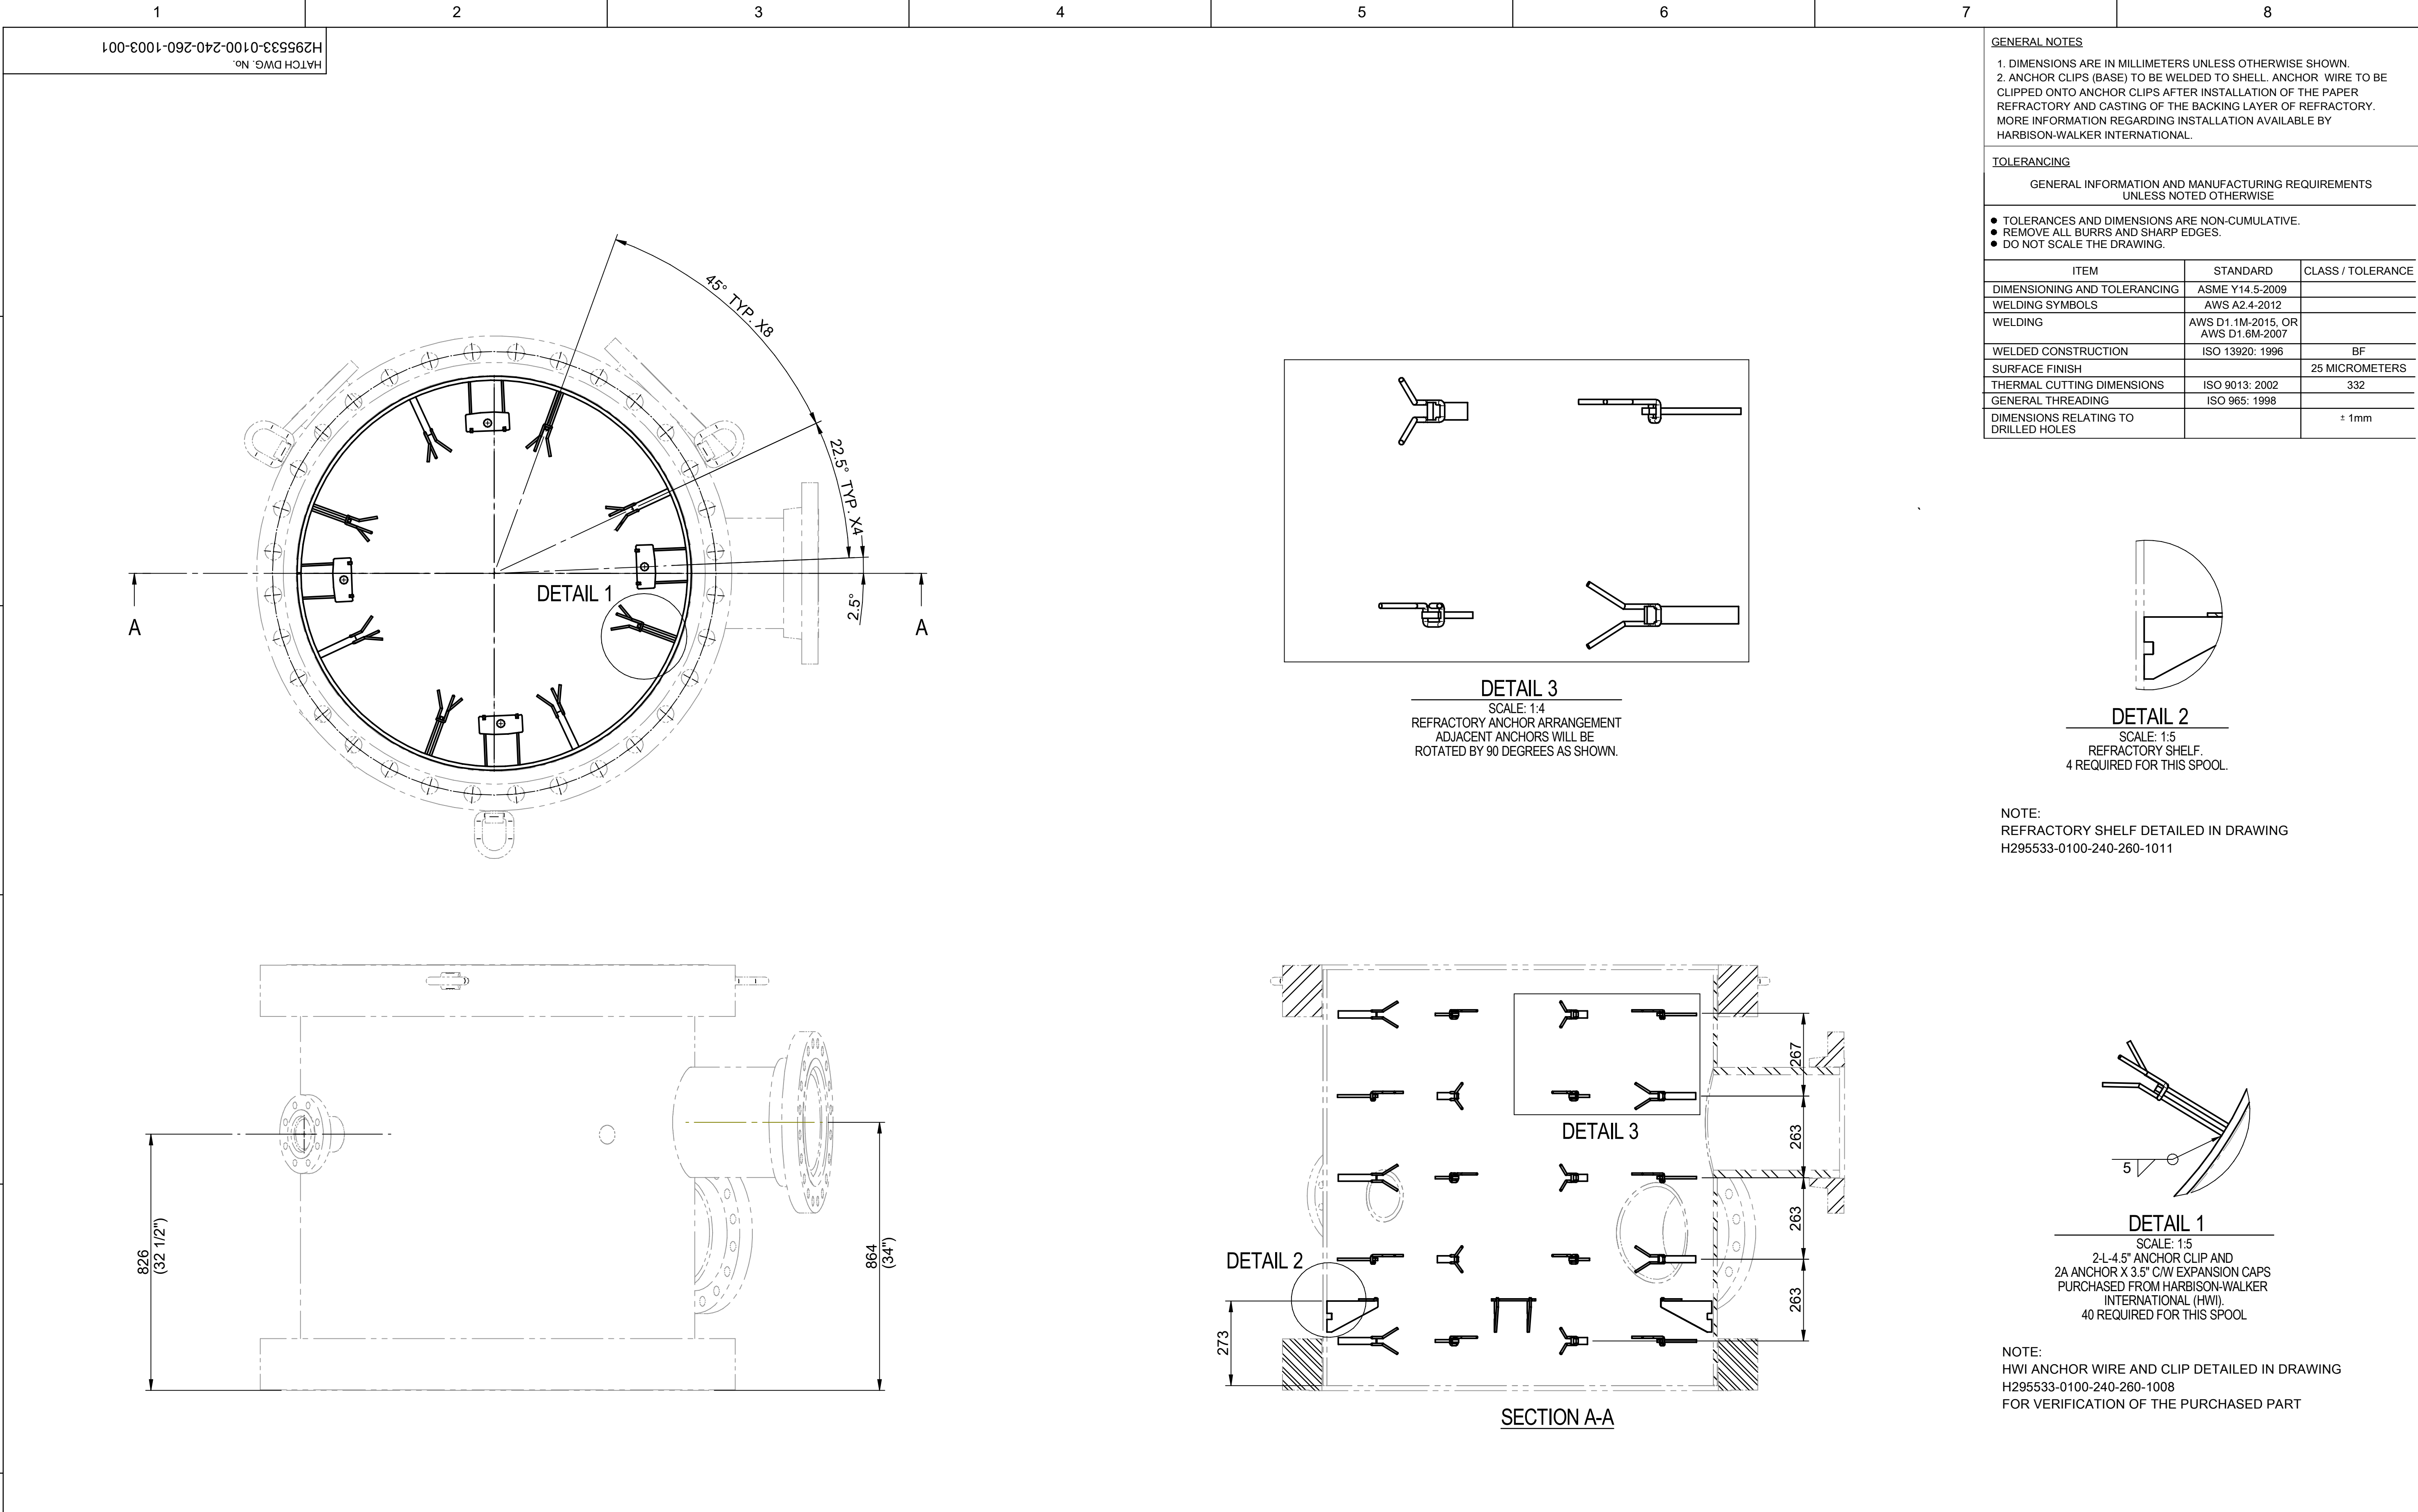 1
2
3
4
5
6
7
8
H295533-0100-240-260-1003-001
HATCH DWG. No.
GENERAL NOTES
1. DIMENSIONS ARE IN MILLIMETERS UNLESS OTHERWISE SHOWN.
2. ANCHOR CLIPS (BASE) TO BE WELDED TO SHELL. ANCHOR WIRE TO BE
CLIPPED ONTO ANCHOR CLIPS AFTER INSTALLATION OF THE PAPER
REFRACTORY AND CASTING OF THE BACKING LAYER OF REFRACTORY.
MORE INFORMATION REGARDING INSTALLATION AVAILABLE BY
HARBISON-WALKER INTERNATIONAL.
TOLERANCING
GENERAL INFORMATION AND MANUFACTURING REQUIREMENTS
UNLESS NOTED OTHERWISE
● TOLERANCES AND DIMENSIONS ARE NON-CUMULATIVE.
● REMOVE ALL BURRS AND SHARP EDGES.
● DO NOT SCALE THE DRAWING.
ITEM STANDARD CLASS / TOLERANCE
DIMENSIONING AND TOLERANCING ASME Y14.5-2009
WELDING SYMBOLS AWS A2.4-2012
WELDING AWS D1.1M-2015, OR
AWS D1.6M-2007
WELDED CONSTRUCTION ISO 13920: 1996 BF
SURFACE FINISH 25 MICROMETERS
THERMAL CUTTING DIMENSIONS ISO 9013: 2002 332
GENERAL THREADING ISO 965: 1998
DIMENSIONS RELATING TO
DRILLED HOLES ± 1mm
45° TYP. X8
22.5° TYP. X4
2.5°
DETAIL 1
A
A
DETAIL 3
SCALE: 1:4
REFRACTORY ANCHOR ARRANGEMENT
ADJACENT ANCHORS WILL BE
ROTATED BY 90 DEGREES AS SHOWN.
DETAIL 2
SCALE: 1:5
REFRACTORY SHELF.
4 REQUIRED FOR THIS SPOOL.
NOTE:
REFRACTORY SHELF DETAILED IN DRAWING
H295533-0100-240-260-1011
826
(32 1/2")
864
(34")
DETAIL 3
DETAIL 2
267
263
263
263
273
SECTION A-A
5
DETAIL 1
SCALE: 1:5
2-L-4.5" ANCHOR CLIP AND
2A ANCHOR X 3.5" C/W EXPANSION CAPS
PURCHASED FROM HARBISON-WALKER
INTERNATIONAL (HWI).
40 REQUIRED FOR THIS SPOOL
NOTE:
HWI ANCHOR WIRE AND CLIP DETAILED IN DRAWING
H295533-0100-240-260-1008
FOR VERIFICATION OF THE PURCHASED PART